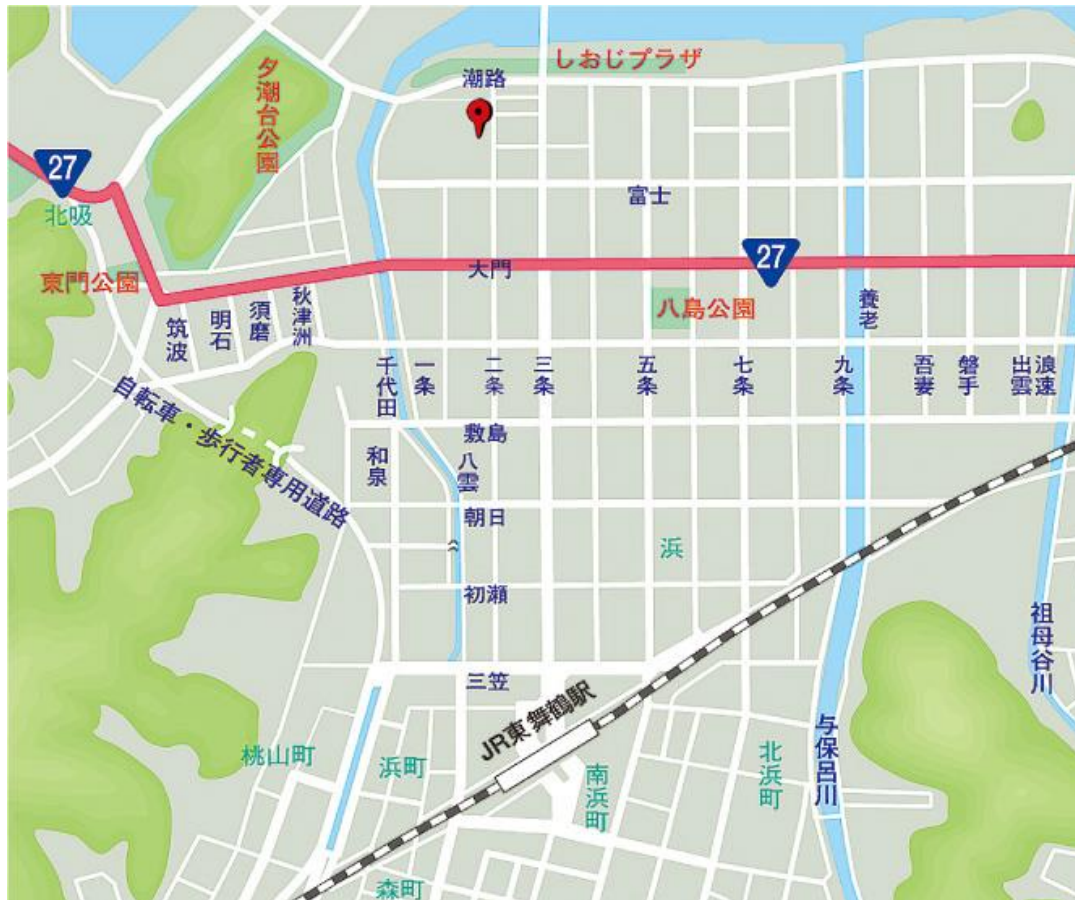 しおじプラザ
潮路
夕潮台公園
27
北吸
富士
東門公園
大門
27
八島公園
養老
筑波
明石
須磨
秋津洲
千代田
一条
二条
三条
五条
七条
九条
吾妻
磐手
出雲
浪速
自転車・歩行者専用道路
和泉
敷島
八雲
朝日
浜
初瀬
祖母谷川
三笠
JR東舞鶴駅
与保呂川
桃山町
浜町
南浜町
北浜町
森町